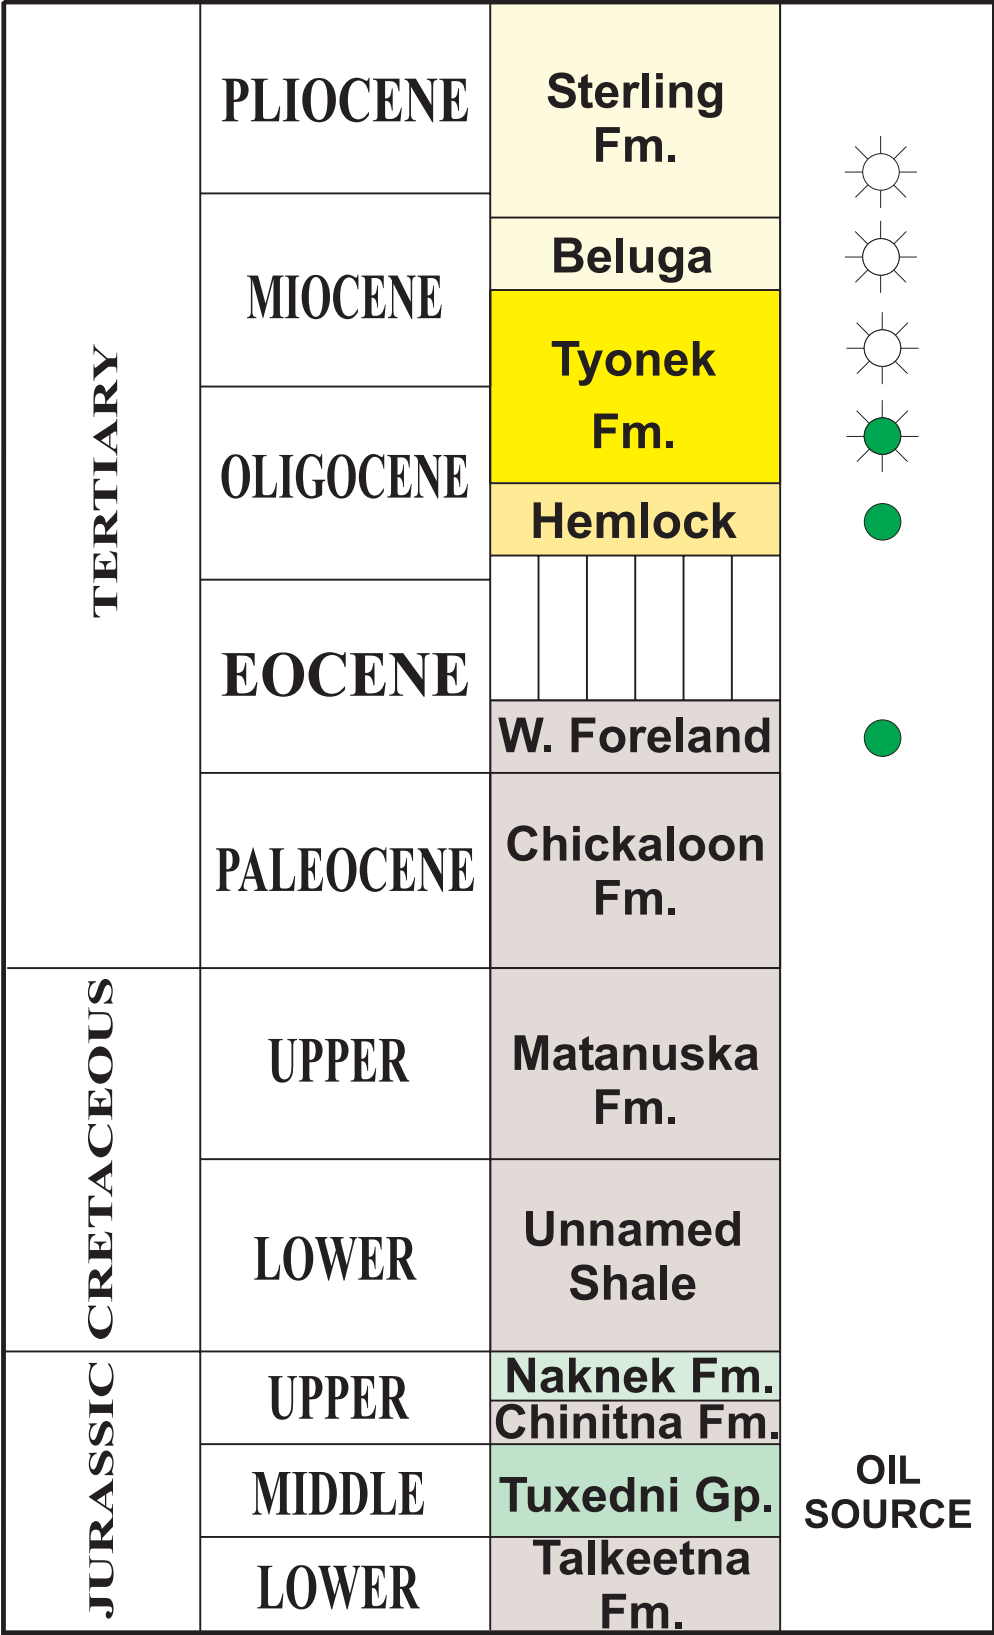 TERTIARY
PLIOCENE
MIOCENE
OLIGOCENE
EOCENE
PALEOCENE
CRETACEOUS
UPPER
LOWER
JURASSIC
UPPER
MIDDLE
LOWER
Sterling
Fm.
Beluga
Tyonek
Fm.
Hemlock
W. Foreland
Chickaloon
Fm.
Matanuska
Fm.
Unnamed
Shale
Naknek Fm.
Chinitna Fm.
Tuxedni Gp.
Talkeetna
Fm.
OIL
SOURCE